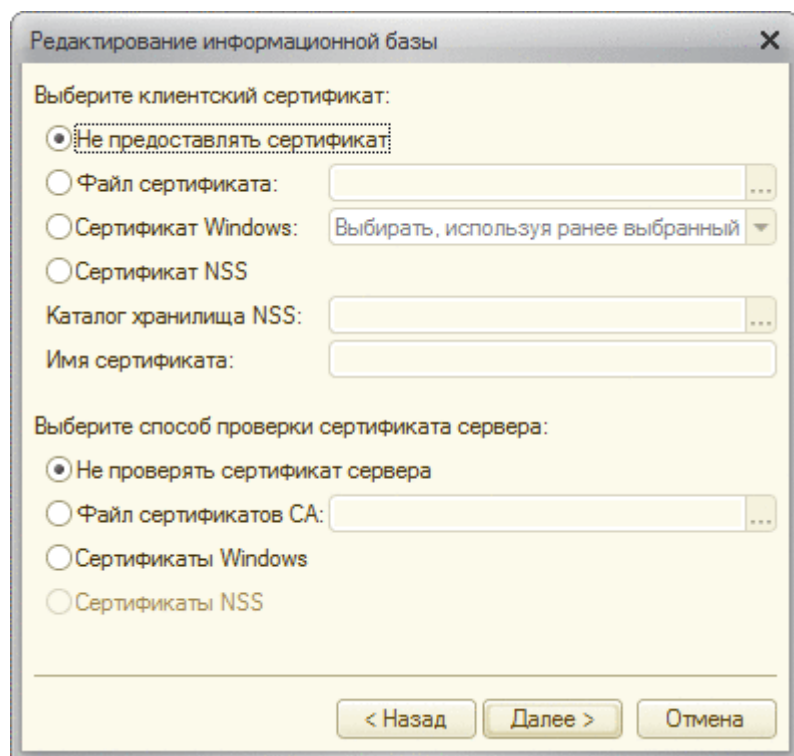 Редактирование информационной базы
Выберите клиентский сертификат:
Не предоставлять сертификат
Файл сертификата: ...
Сертификат Windows: Выбирать, используя ранее выбранный
Сертификат NSS
Каталог хранилища NSS: ...
Имя сертификата:
Выберите способ проверки сертификата сервера:
Не проверять сертификат сервера
Файл сертификатов CA: ...
Сертификаты Windows
Сертификаты NSS
< Назад Далее > Отмена